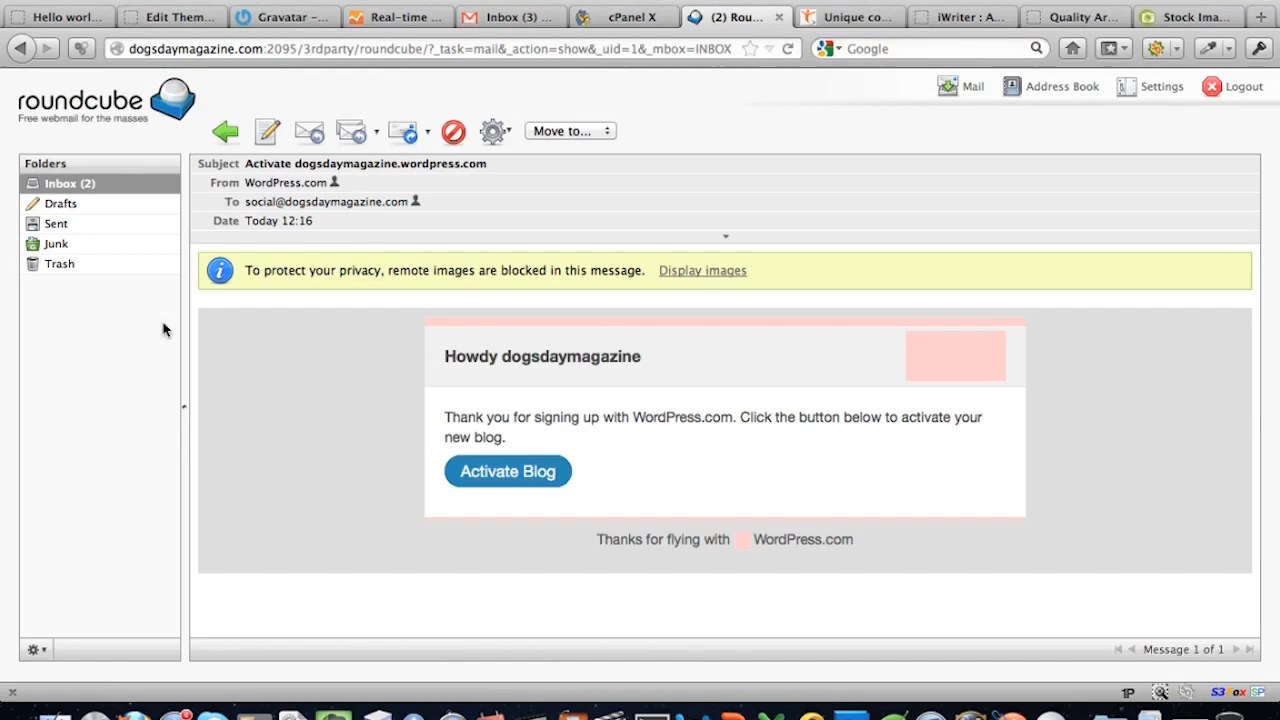 Hello worl...
Edit Them...
Gravatar -...
Real-time ...
Inbox (3) ...
cPanel X
(2) Rou...
Unique co...
iWriter : A...
Quality Ar...
Stock Ima...
dogsdaymagazine.com:2095/3rdparty/roundcube/?_task=mail&_action=show&_uid=1&_mbox=INBOX
Google
roundcube
Free webmail for the masses
Mail
Address Book
Settings
Logout
Move to...
Folders
Inbox (2)
Drafts
Sent
Junk
Trash
Subject Activate dogsdaymagazine.wordpress.com
From WordPress.com
To social@dogsdaymagazine.com
Date Today 12:16
To protect your privacy, remote images are blocked in this message. Display images
Howdy dogsdaymagazine
Thank you for signing up with WordPress.com. Click the button below to activate your
new blog.
Activate Blog
Thanks for flying with WordPress.com
Message 1 of 1
1P
S3Fox
SP